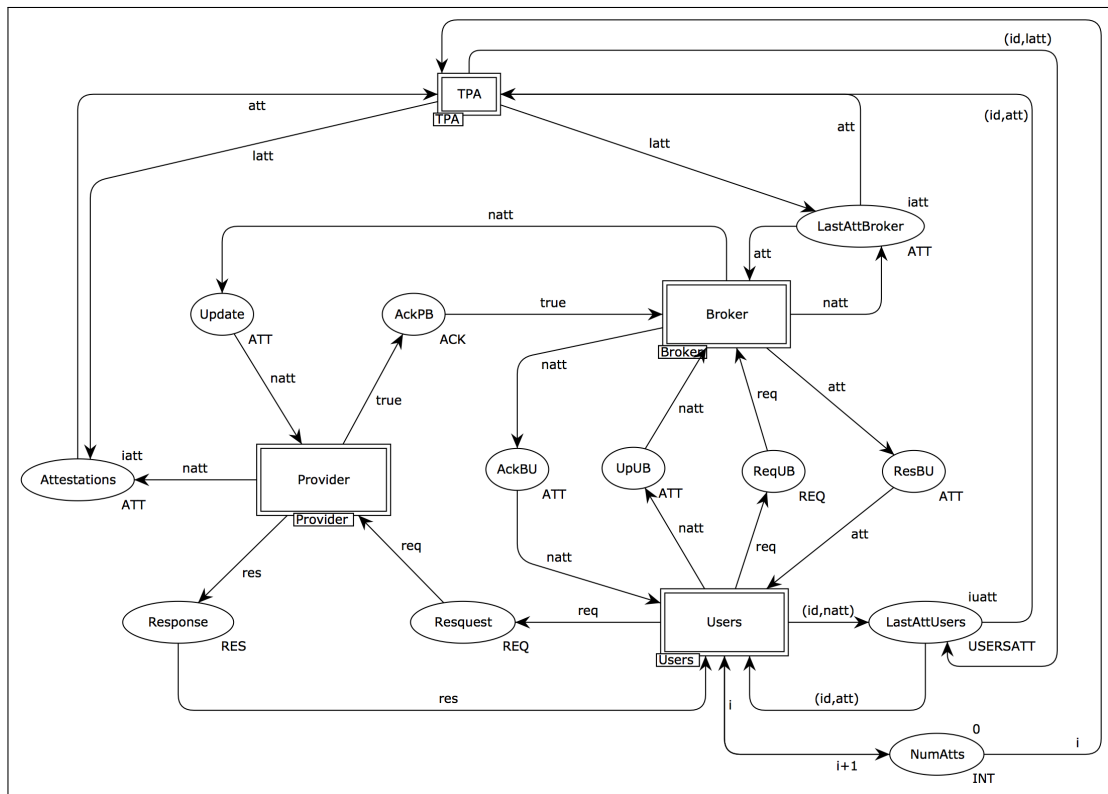 (id,latt)
TPA
TPA
att
(id,att)
att
latt
latt
iatt
natt
LastAttBroker
att
ATT
Update
AckPB
true
Broker
natt
ATT
ACK
Broker
natt
natt
true
natt
req
att
iatt
natt
Attestations
ATT
Provider
Provider
AckBU
ATT
UpUB
ATT
ReqUB
REQ
ResBU
ATT
req
natt
natt
req
att
res
iuatt
Response
RES
Resquest
REQ
req
Users
Users
(id,natt)
LastAttUsers
USERSATT
res
i
(id,att)
0
NumAtts
i
i+1
INT